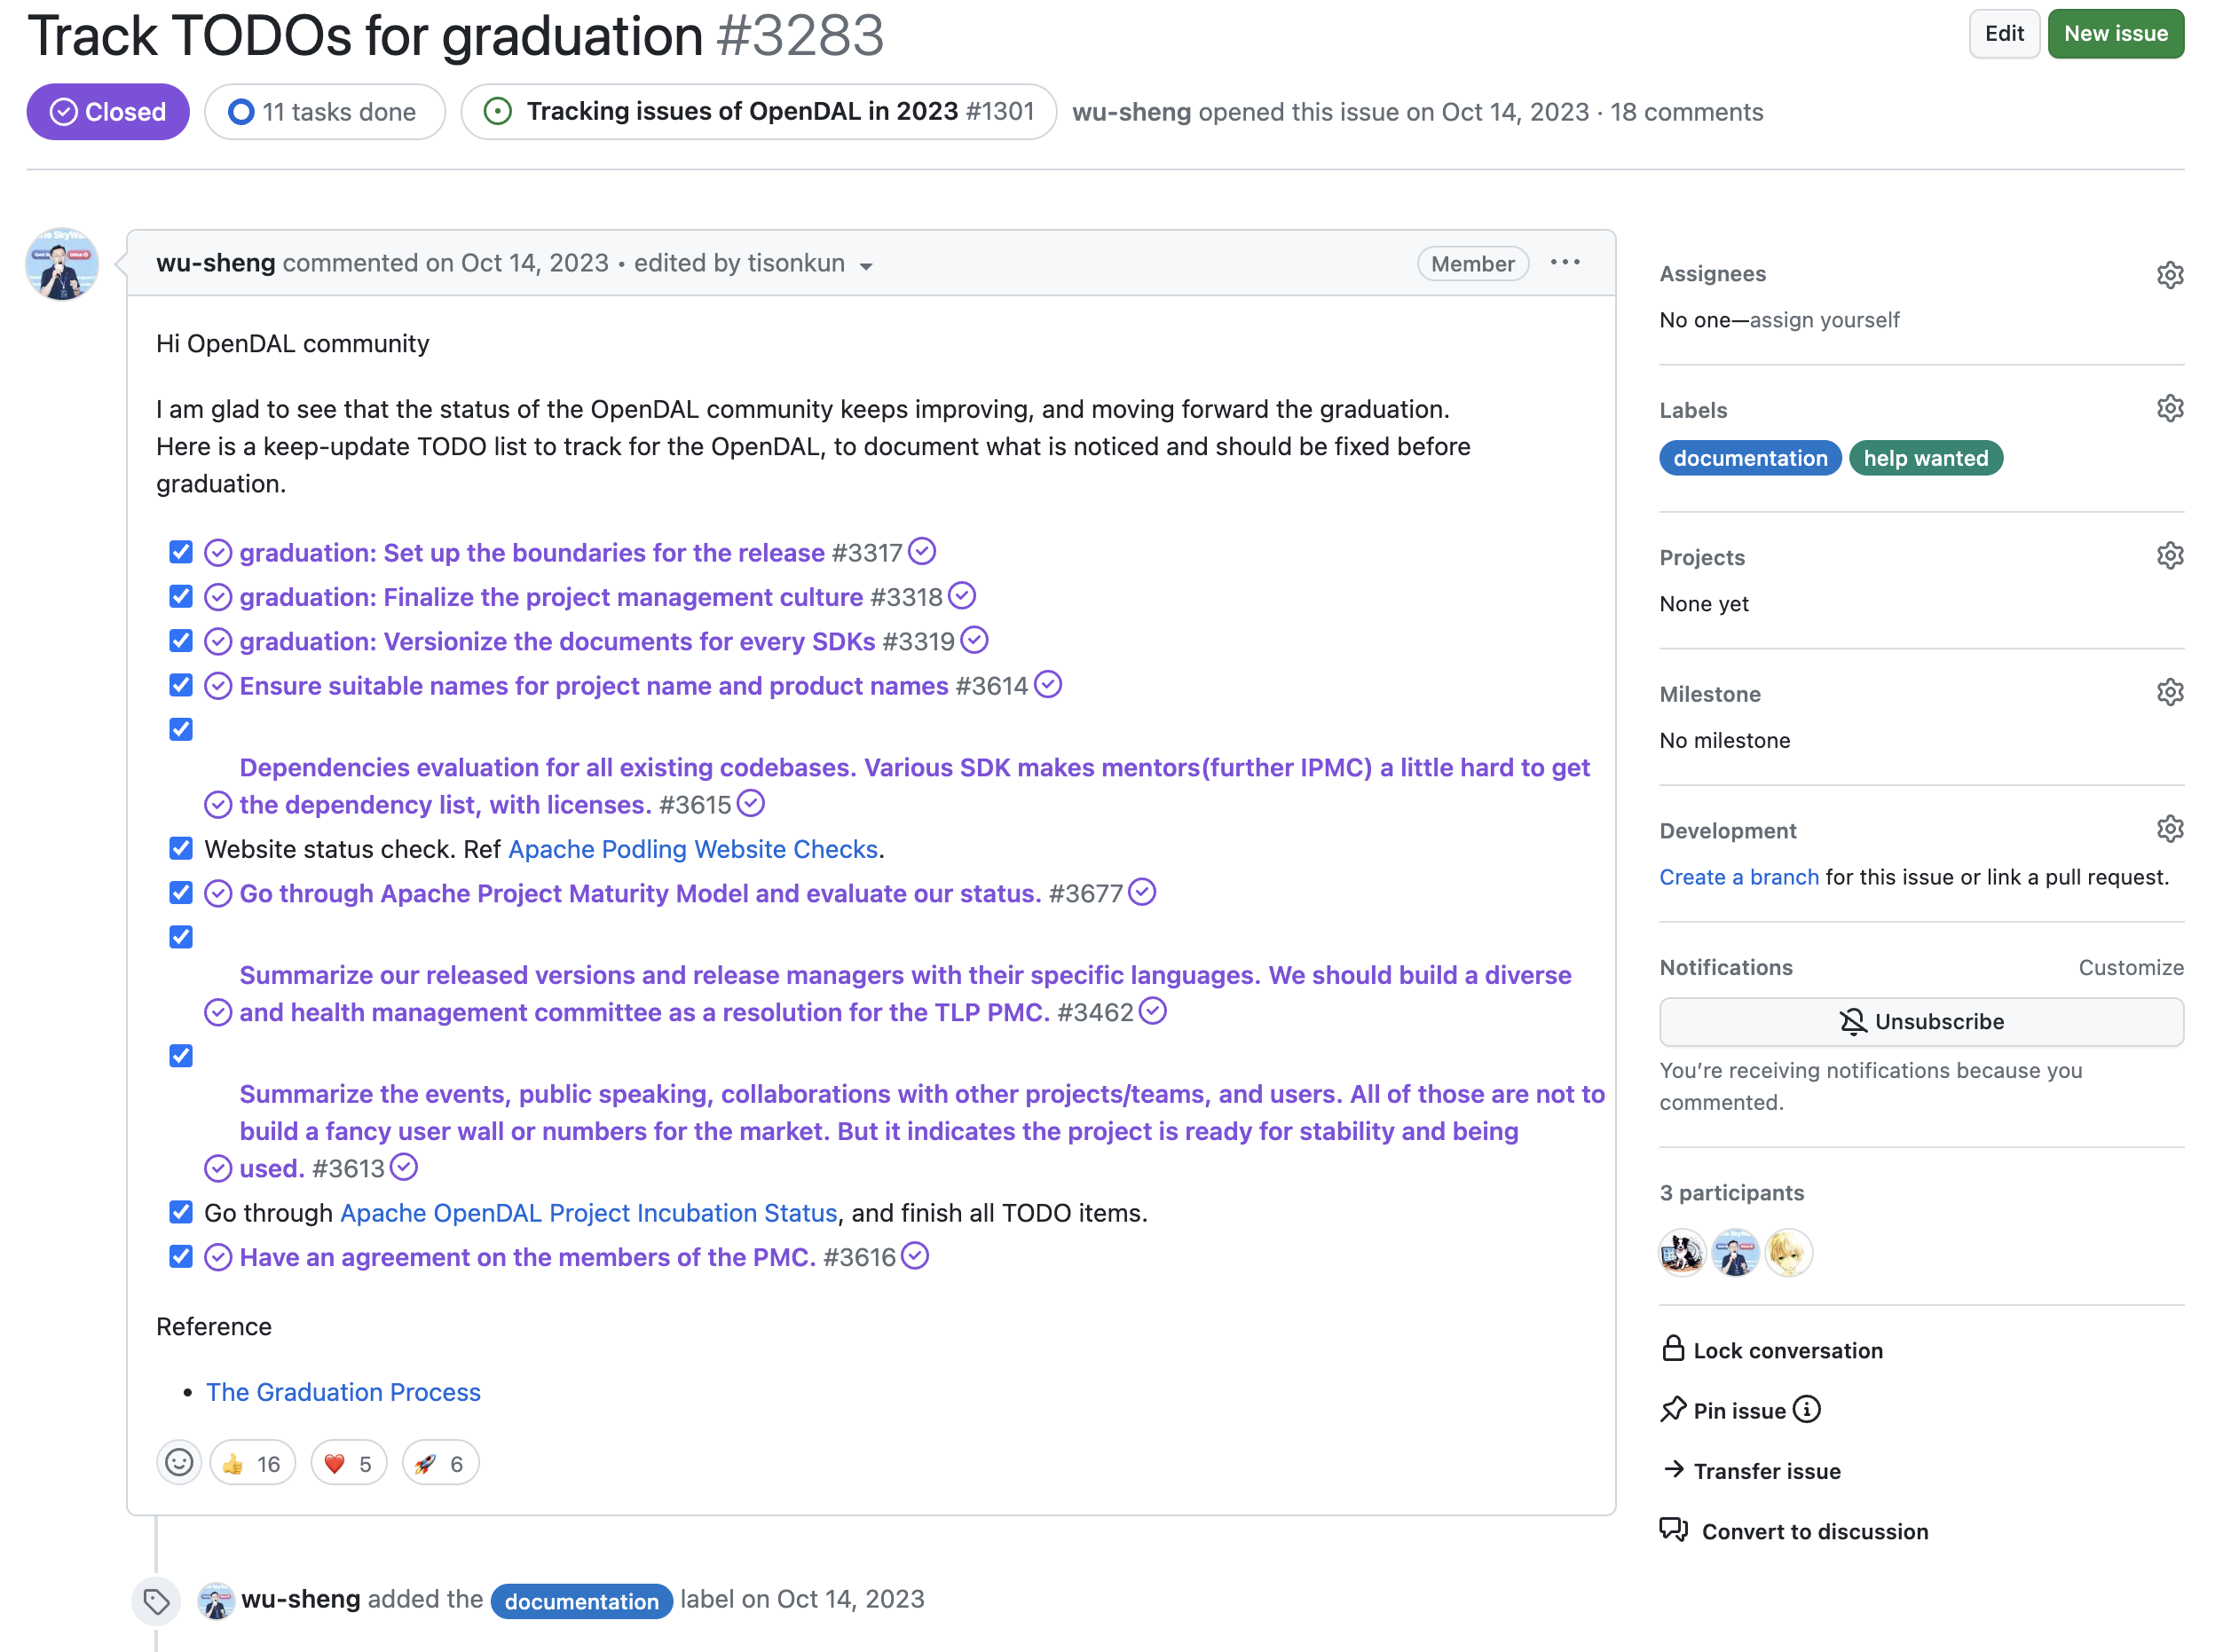 Track TODOs for graduation #3283
Edit
New issue
Closed
11 tasks done
Tracking issues of OpenDAL in 2023 #1301
wu-sheng opened this issue on Oct 14, 2023 · 18 comments
wu-sheng commented on Oct 14, 2023 • edited by tisonkun
Member
Hi OpenDAL community
I am glad to see that the status of the OpenDAL community keeps improving, and moving forward the graduation.
Here is a keep-update TODO list to track for the OpenDAL, to document what is noticed and should be fixed before
graduation.
graduation: Set up the boundaries for the release #3317
graduation: Finalize the project management culture #3318
graduation: Versionize the documents for every SDKs #3319
Ensure suitable names for project name and product names #3614
Dependencies evaluation for all existing codebases. Various SDK makes mentors(further IPMC) a little hard to get
the dependency list, with licenses. #3615
Website status check. Ref Apache Podling Website Checks.
Go through Apache Project Maturity Model and evaluate our status. #3677
Summarize our released versions and release managers with their specific languages. We should build a diverse
and health management committee as a resolution for the TLP PMC. #3462
Summarize the events, public speaking, collaborations with other projects/teams, and users. All of those are not to
build a fancy user wall or numbers for the market. But it indicates the project is ready for stability and being
used. #3613
Go through Apache OpenDAL Project Incubation Status, and finish all TODO items.
Have an agreement on the members of the PMC. #3616
Reference
• The Graduation Process
👍 16
❤️ 5
🚀 6
wu-sheng added the documentation label on Oct 14, 2023
Assignees
No one—assign yourself
Labels
documentation
help wanted
Projects
None yet
Milestone
No milestone
Development
Create a branch for this issue or link a pull request.
Notifications
Customize
Unsubscribe
You’re receiving notifications because you
commented.
3 participants
Lock conversation
Pin issue
Transfer issue
Convert to discussion